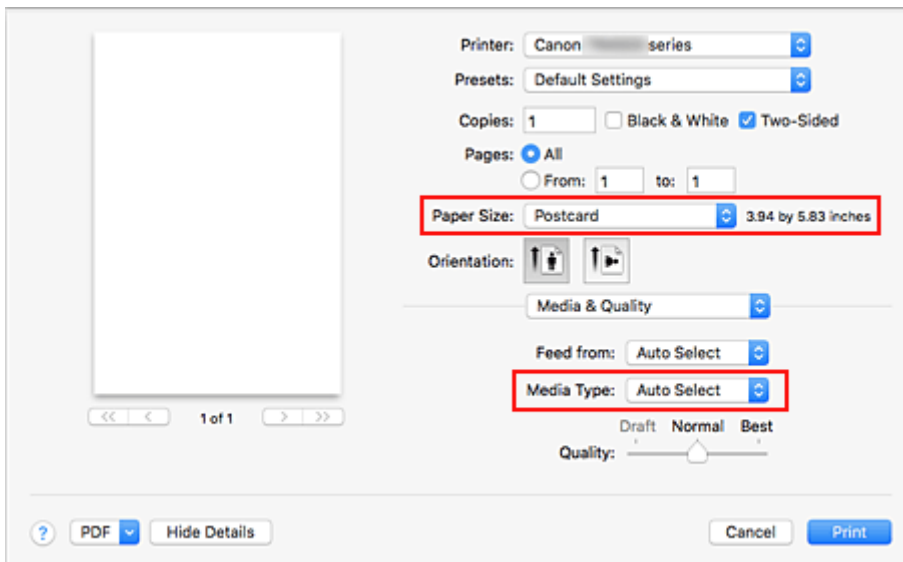 Printer: Canon series
Presets: Default Settings
Copies: 1 Black & White Two-Sided
Pages: All
From: 1 to: 1
Paper Size: Postcard 3.94 by 5.83 inches
Orientation:
Media & Quality
Feed from: Auto Select
Media Type: Auto Select
<< < 1 of 1 > >>
Draft Normal Best
Quality:
? PDF Hide Details Cancel Print